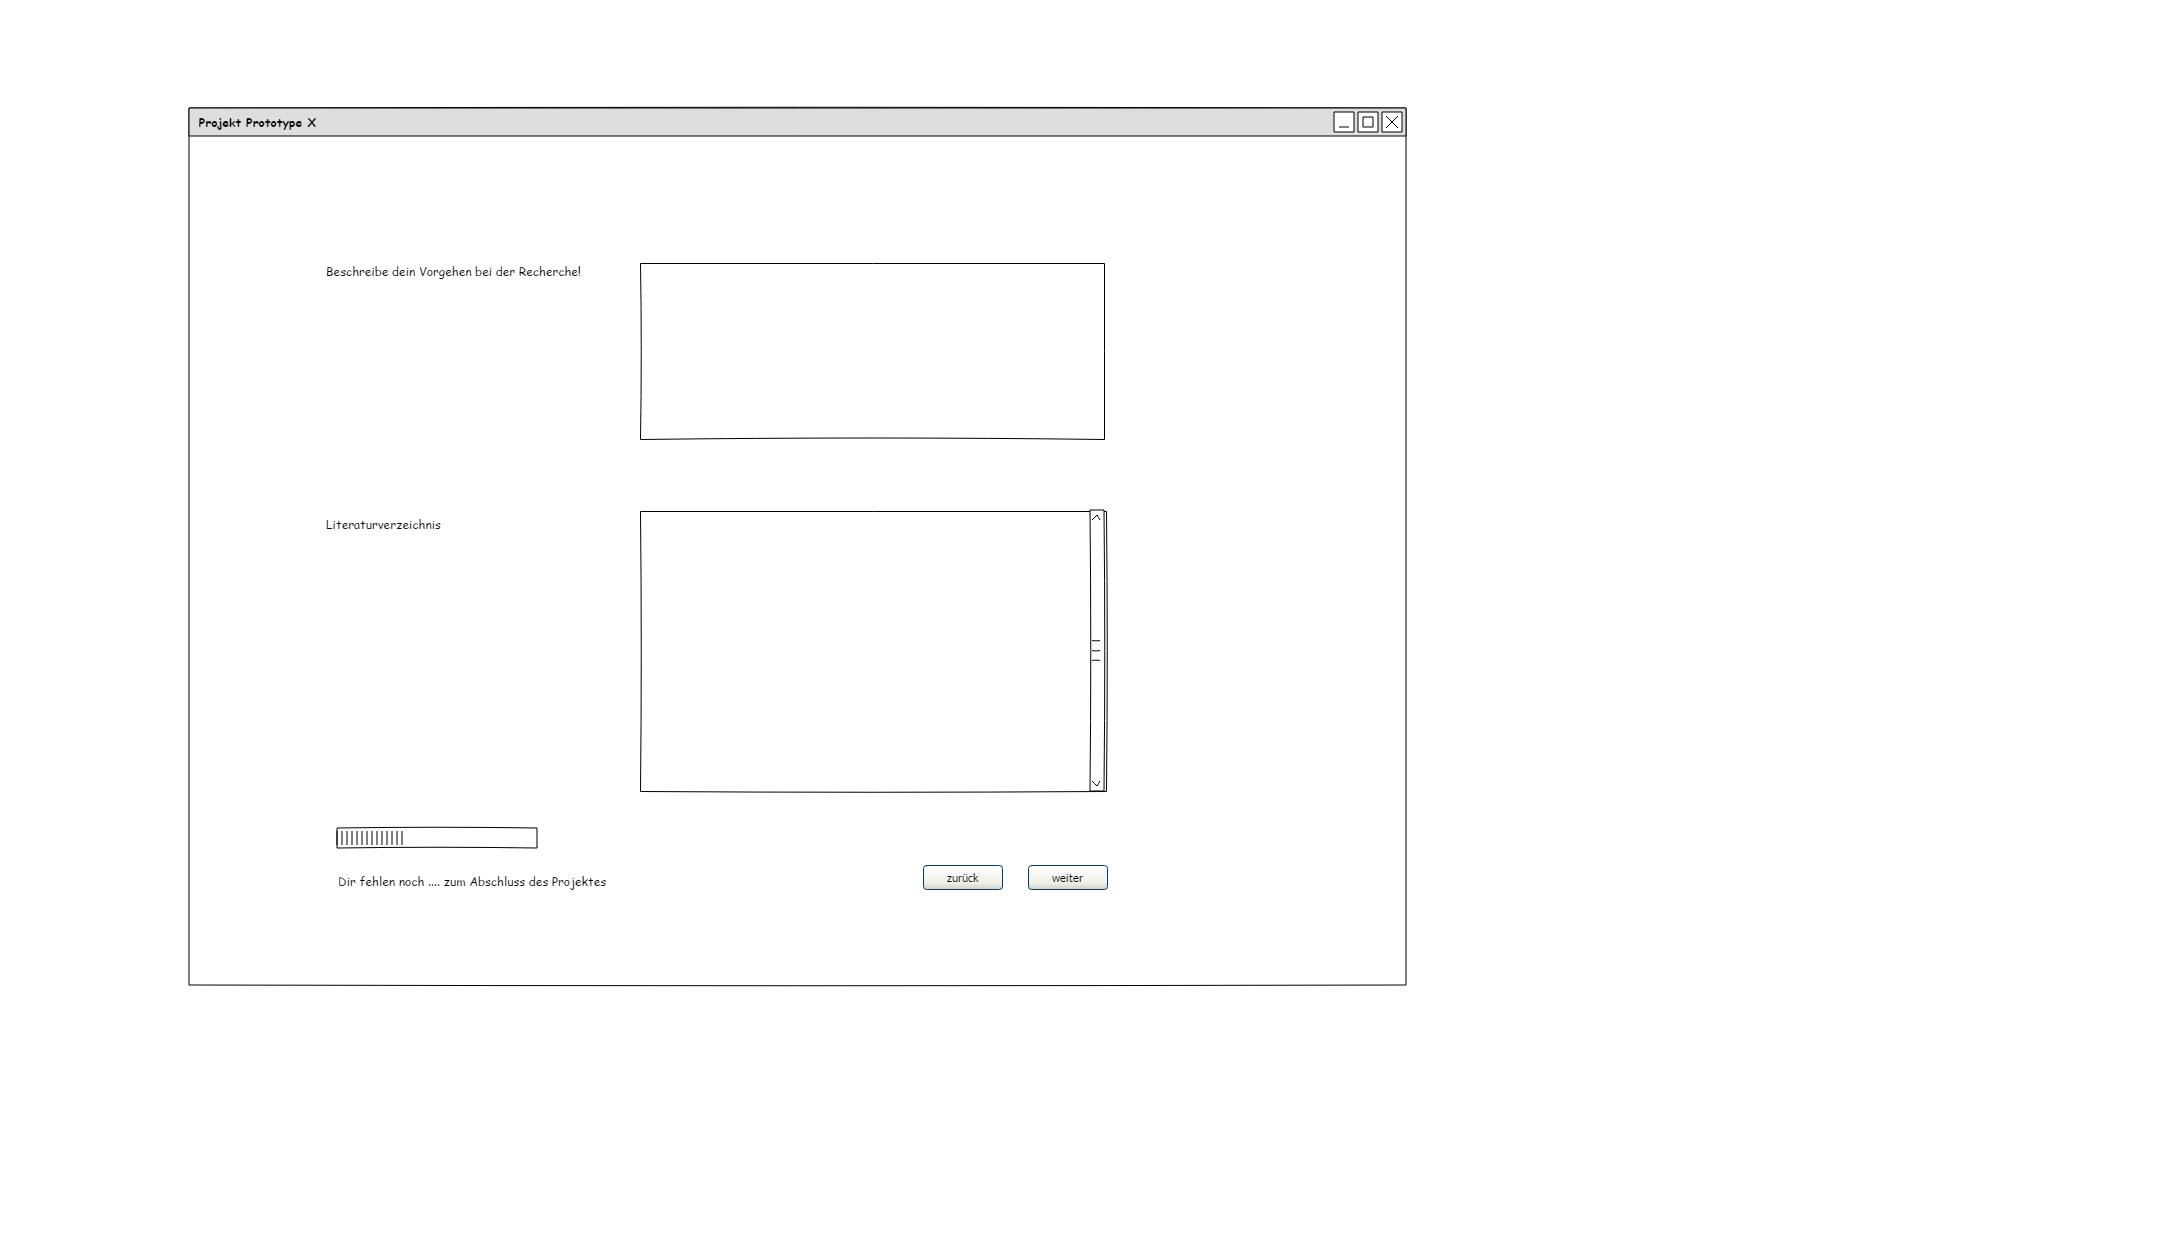 Projekt Prototype X
Beschreibe dein Vorgehen bei der Recherche!
Literaturverzeichnis
Dir fehlen noch .... zum Abschluss des Projektes
zurück
weiter